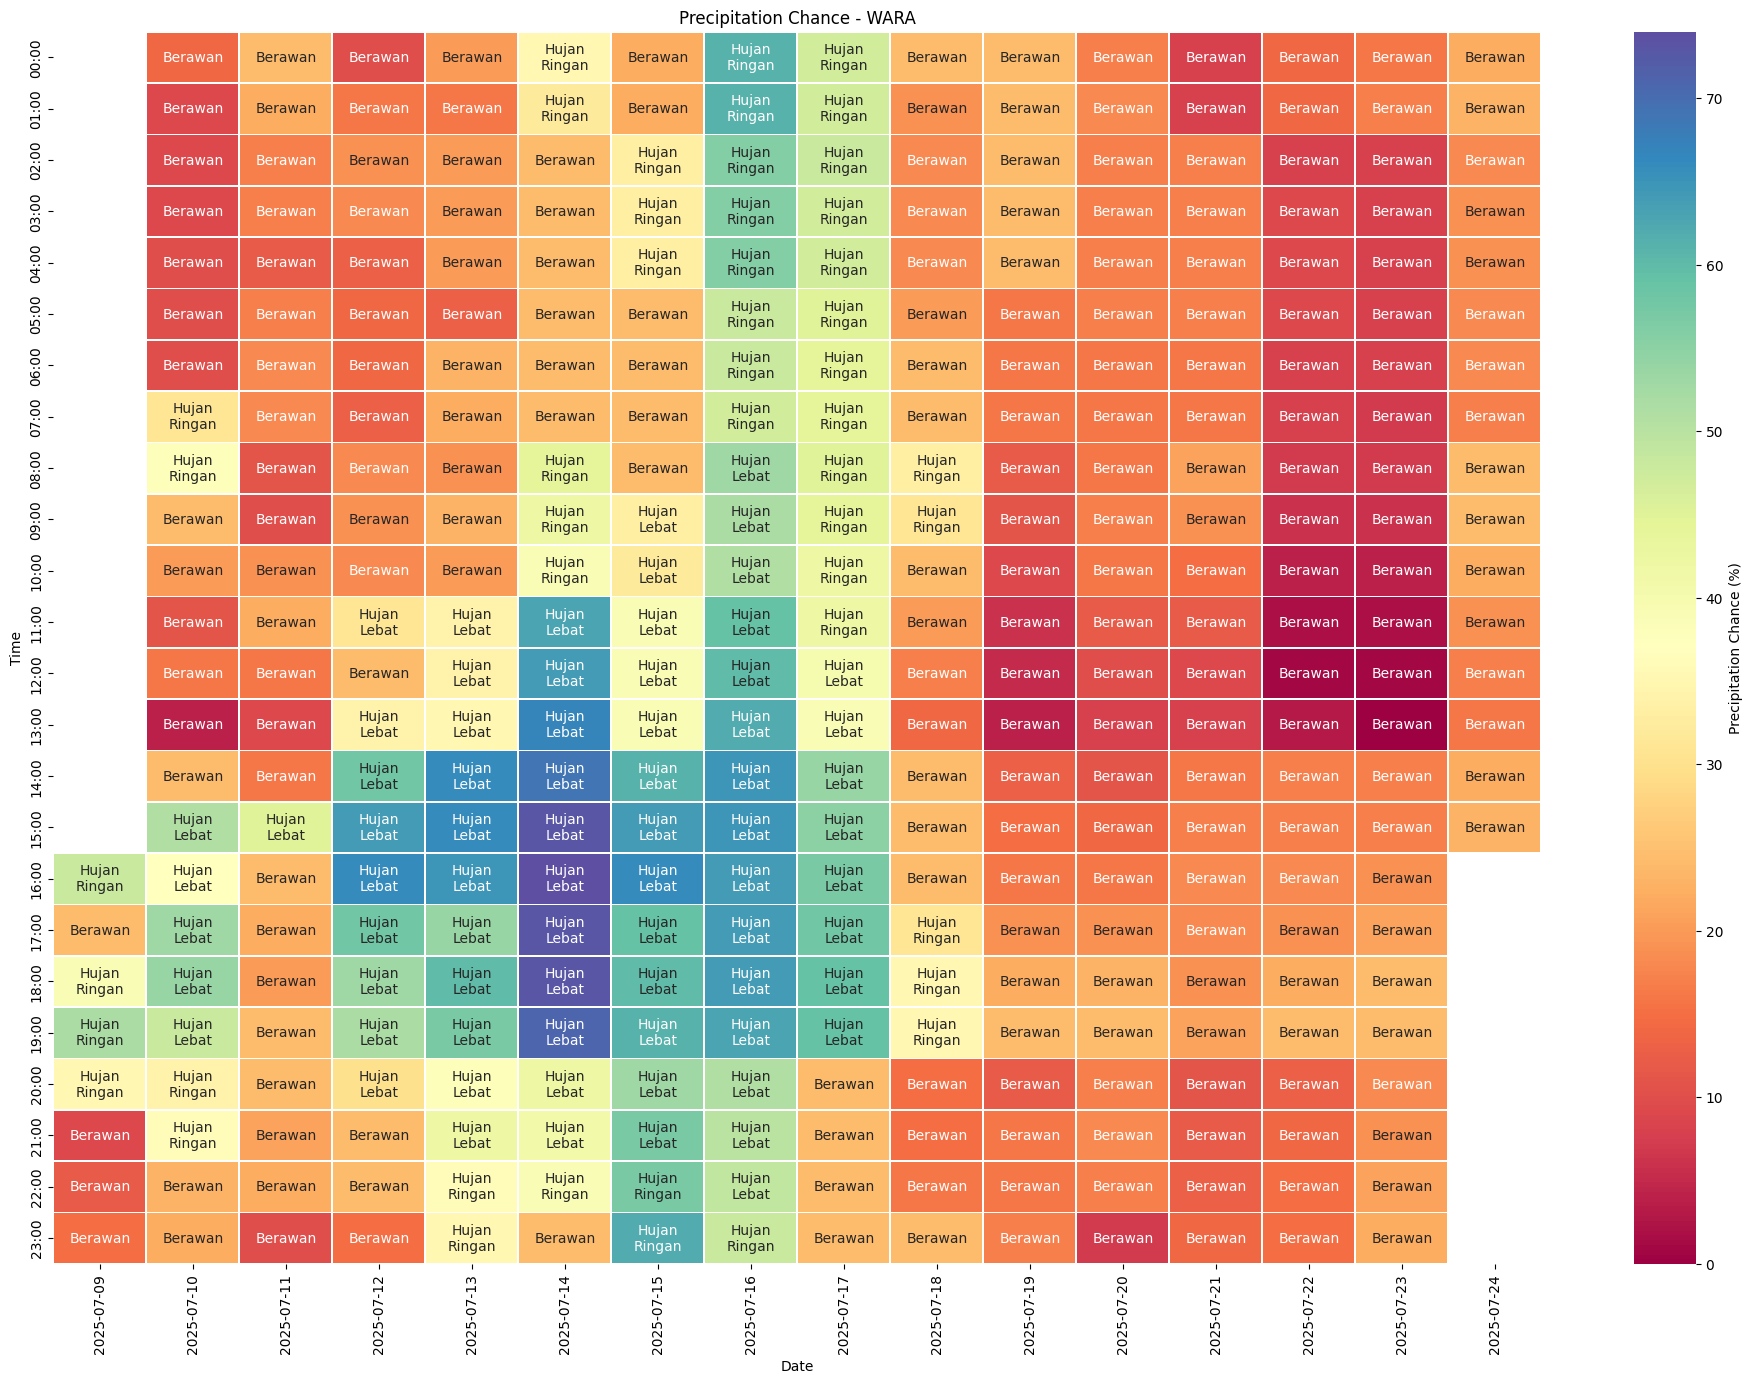 Precipitation Chance - WARA
00:00 Berawan Berawan Berawan Berawan Hujan Ringan Berawan Hujan Ringan Hujan Ringan Berawan Berawan Berawan Berawan Berawan Berawan Berawan
01:00 Berawan Berawan Berawan Berawan Hujan Ringan Berawan Hujan Ringan Hujan Ringan Berawan Berawan Berawan Berawan Berawan Berawan Berawan
02:00 Berawan Berawan Berawan Berawan Berawan Hujan Ringan Hujan Ringan Hujan Ringan Berawan Berawan Berawan Berawan Berawan Berawan Berawan
03:00 Berawan Berawan Berawan Berawan Berawan Hujan Ringan Hujan Ringan Hujan Ringan Berawan Berawan Berawan Berawan Berawan Berawan Berawan
04:00 Berawan Berawan Berawan Berawan Berawan Hujan Ringan Hujan Ringan Hujan Ringan Berawan Berawan Berawan Berawan Berawan Berawan Berawan
05:00 Berawan Berawan Berawan Berawan Berawan Berawan Hujan Ringan Hujan Ringan Berawan Berawan Berawan Berawan Berawan Berawan Berawan
06:00 Berawan Berawan Berawan Berawan Berawan Berawan Hujan Ringan Hujan Ringan Berawan Berawan Berawan Berawan Berawan Berawan Berawan
07:00 Hujan Ringan Berawan Berawan Berawan Berawan Berawan Hujan Ringan Hujan Ringan Berawan Berawan Berawan Berawan Berawan Berawan Berawan
08:00 Hujan Ringan Berawan Berawan Berawan Hujan Ringan Berawan Hujan Lebat Hujan Ringan Hujan Ringan Berawan Berawan Berawan Berawan Berawan Berawan
09:00 Berawan Berawan Berawan Berawan Hujan Ringan Hujan Lebat Hujan Lebat Hujan Ringan Hujan Ringan Berawan Berawan Berawan Berawan Berawan Berawan
10:00 Berawan Berawan Berawan Berawan Hujan Ringan Hujan Lebat Hujan Lebat Hujan Ringan Berawan Berawan Berawan Berawan Berawan Berawan Berawan
11:00 Berawan Berawan Hujan Lebat Hujan Lebat Hujan Lebat Hujan Lebat Hujan Lebat Hujan Ringan Berawan Berawan Berawan Berawan Berawan Berawan Berawan
12:00 Berawan Berawan Berawan Hujan Lebat Hujan Lebat Hujan Lebat Hujan Lebat Hujan Lebat Berawan Berawan Berawan Berawan Berawan Berawan Berawan
13:00 Berawan Berawan Hujan Lebat Hujan Lebat Hujan Lebat Hujan Lebat Hujan Lebat Hujan Lebat Berawan Berawan Berawan Berawan Berawan Berawan Berawan
14:00 Berawan Berawan Hujan Lebat Hujan Lebat Hujan Lebat Hujan Lebat Hujan Lebat Hujan Lebat Berawan Berawan Berawan Berawan Berawan Berawan Berawan
15:00 Hujan Lebat Hujan Lebat Hujan Lebat Hujan Lebat Hujan Lebat Hujan Lebat Hujan Lebat Hujan Lebat Berawan Berawan Berawan Berawan Berawan Berawan Berawan
16:00 Hujan Ringan Hujan Lebat Berawan Hujan Lebat Hujan Lebat Hujan Lebat Hujan Lebat Hujan Lebat Hujan Lebat Berawan Berawan Berawan Berawan Berawan Berawan
17:00 Berawan Hujan Lebat Berawan Hujan Lebat Hujan Lebat Hujan Lebat Hujan Lebat Hujan Lebat Hujan Lebat Hujan Ringan Berawan Berawan Berawan Berawan Berawan
18:00 Hujan Ringan Hujan Lebat Berawan Hujan Lebat Hujan Lebat Hujan Lebat Hujan Lebat Hujan Lebat Hujan Lebat Hujan Ringan Berawan Berawan Berawan Berawan Berawan
19:00 Hujan Ringan Hujan Lebat Berawan Hujan Lebat Hujan Lebat Hujan Lebat Hujan Lebat Hujan Lebat Hujan Lebat Hujan Ringan Berawan Berawan Berawan Berawan Berawan
20:00 Hujan Ringan Hujan Ringan Berawan Hujan Lebat Hujan Lebat Hujan Lebat Hujan Lebat Hujan Lebat Berawan Berawan Berawan Berawan Berawan Berawan Berawan
21:00 Berawan Hujan Ringan Berawan Berawan Hujan Lebat Hujan Lebat Hujan Lebat Hujan Lebat Berawan Berawan Berawan Berawan Berawan Berawan Berawan
22:00 Berawan Berawan Berawan Berawan Hujan Ringan Hujan Ringan Hujan Ringan Hujan Lebat Berawan Berawan Berawan Berawan Berawan Berawan Berawan
23:00 Berawan Berawan Berawan Berawan Hujan Ringan Berawan Hujan Ringan Hujan Ringan Berawan Berawan Berawan Berawan Berawan Berawan Berawan
Time
2025-07-09 2025-07-10 2025-07-11 2025-07-12 2025-07-13 2025-07-14 2025-07-15 2025-07-16 2025-07-17 2025-07-18 2025-07-19 2025-07-20 2025-07-21 2025-07-22 2025-07-23 2025-07-24
Date
70
60
50
40
30
20
10
0
Precipitation Chance (%)